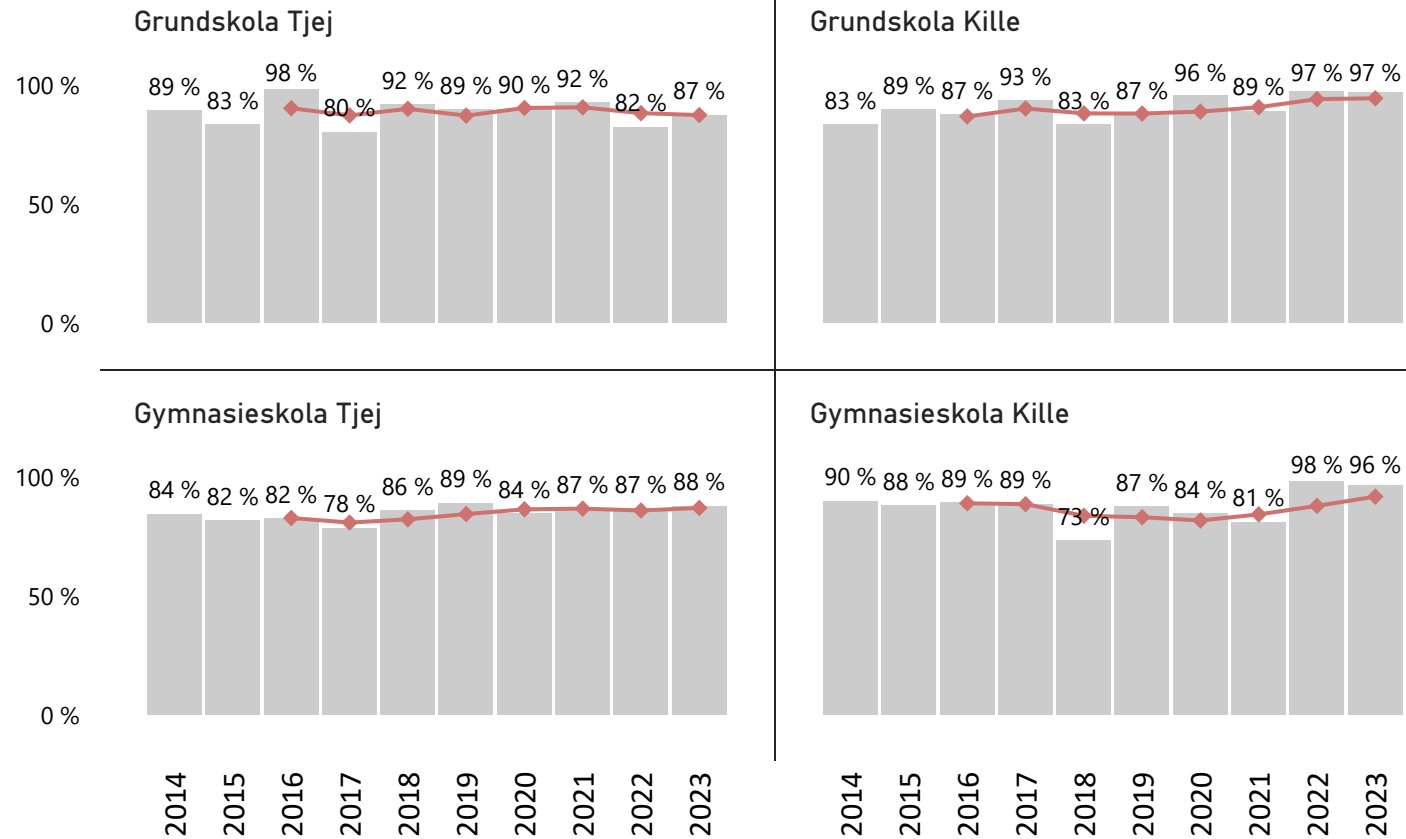 Grundskola Tjej
100 %
50 %
0 %
89 % 83 % 98 % 80 % 92 % 89 % 90 % 92 % 82 % 87 %
Grundskola Kille
83 % 89 % 87 % 93 % 83 % 87 % 96 % 89 % 97 % 97 %
Gymnasieskola Tjej
100 %
50 %
0 %
84 % 82 % 82 % 78 % 86 % 89 % 84 % 87 % 87 % 88 %
2014 2015 2016 2017 2018 2019 2020 2021 2022 2023
Gymnasieskola Kille
90 % 88 % 89 % 89 % 73 % 87 % 84 % 81 % 98 % 96 %
2014 2015 2016 2017 2018 2019 2020 2021 2022 2023